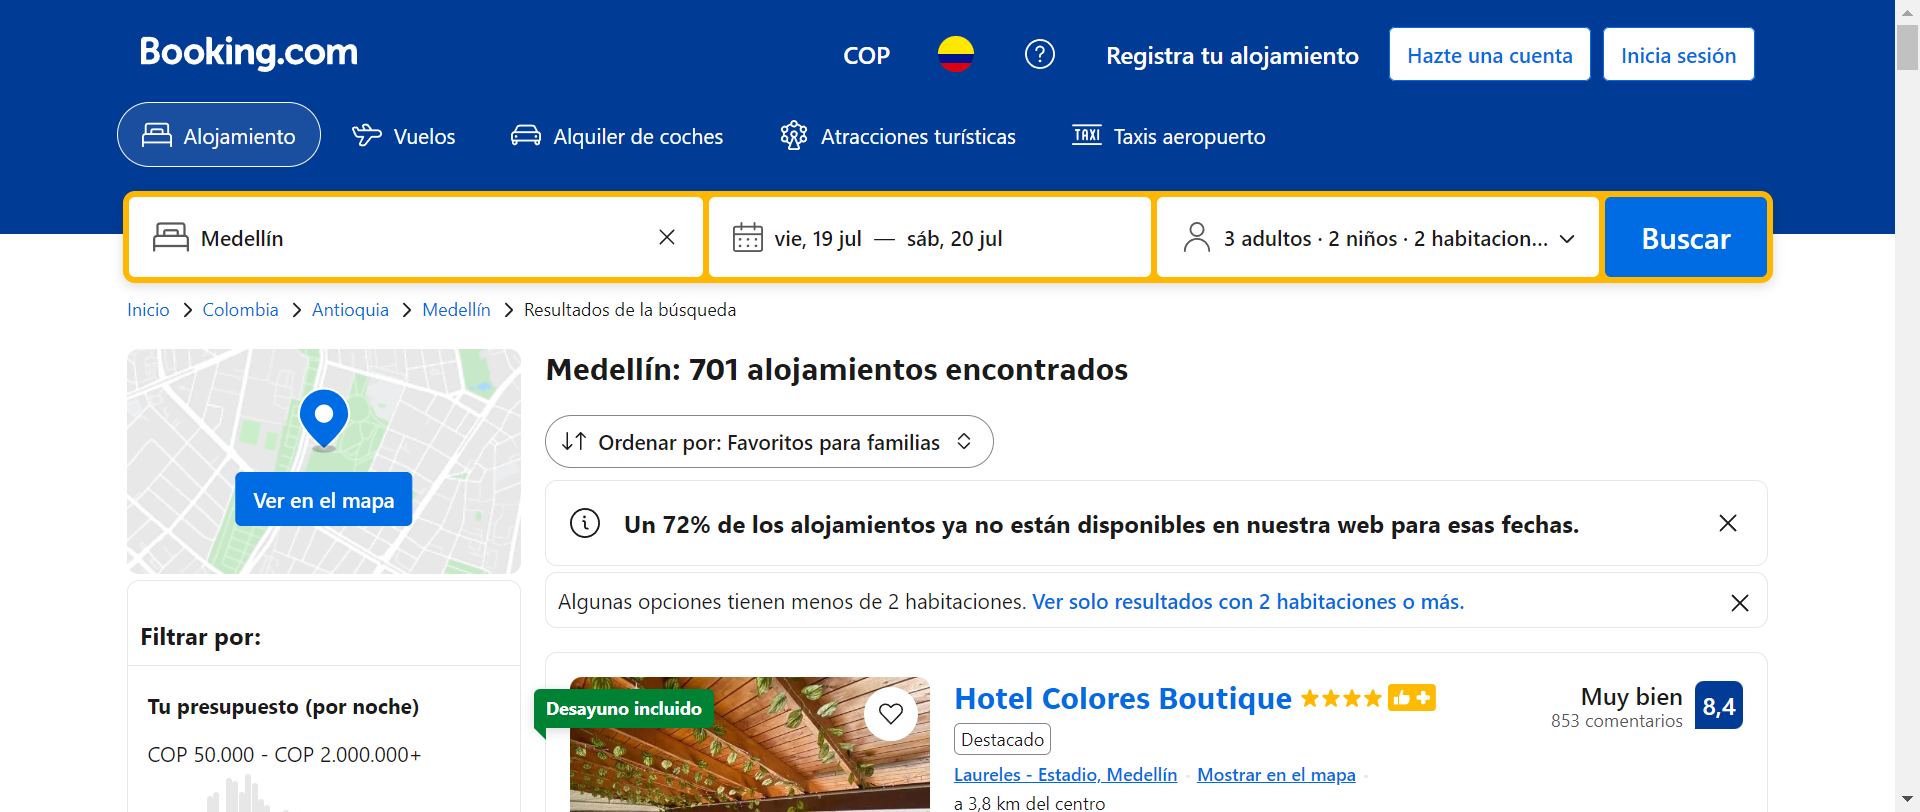 Booking.com
COP
Registra tu alojamiento
Hazte una cuenta
Inicia sesión
Alojamiento
Vuelos
Alquiler de coches
Atracciones turísticas
TAXI
Taxis aeropuerto
Medellín
vie, 19 jul — sáb, 20 jul
3 adultos · 2 niños · 2 habitacion...
Buscar
Inicio
Colombia
Antioquia
Medellín
Resultados de la búsqueda
Ver en el mapa
Medellín: 701 alojamientos encontrados
Ordenar por: Favoritos para familias
Un 72% de los alojamientos ya no están disponibles en nuestra web para esas fechas.
Algunas opciones tienen menos de 2 habitaciones. Ver solo resultados con 2 habitaciones o más.
Filtrar por:
Tu presupuesto (por noche)
COP 50.000 - COP 2.000.000+
Desayuno incluido
Hotel Colores Boutique
Destacado
Laureles - Estadio, Medellín
Mostrar en el mapa
a 3,8 km del centro
Muy bien
853 comentarios
8,4